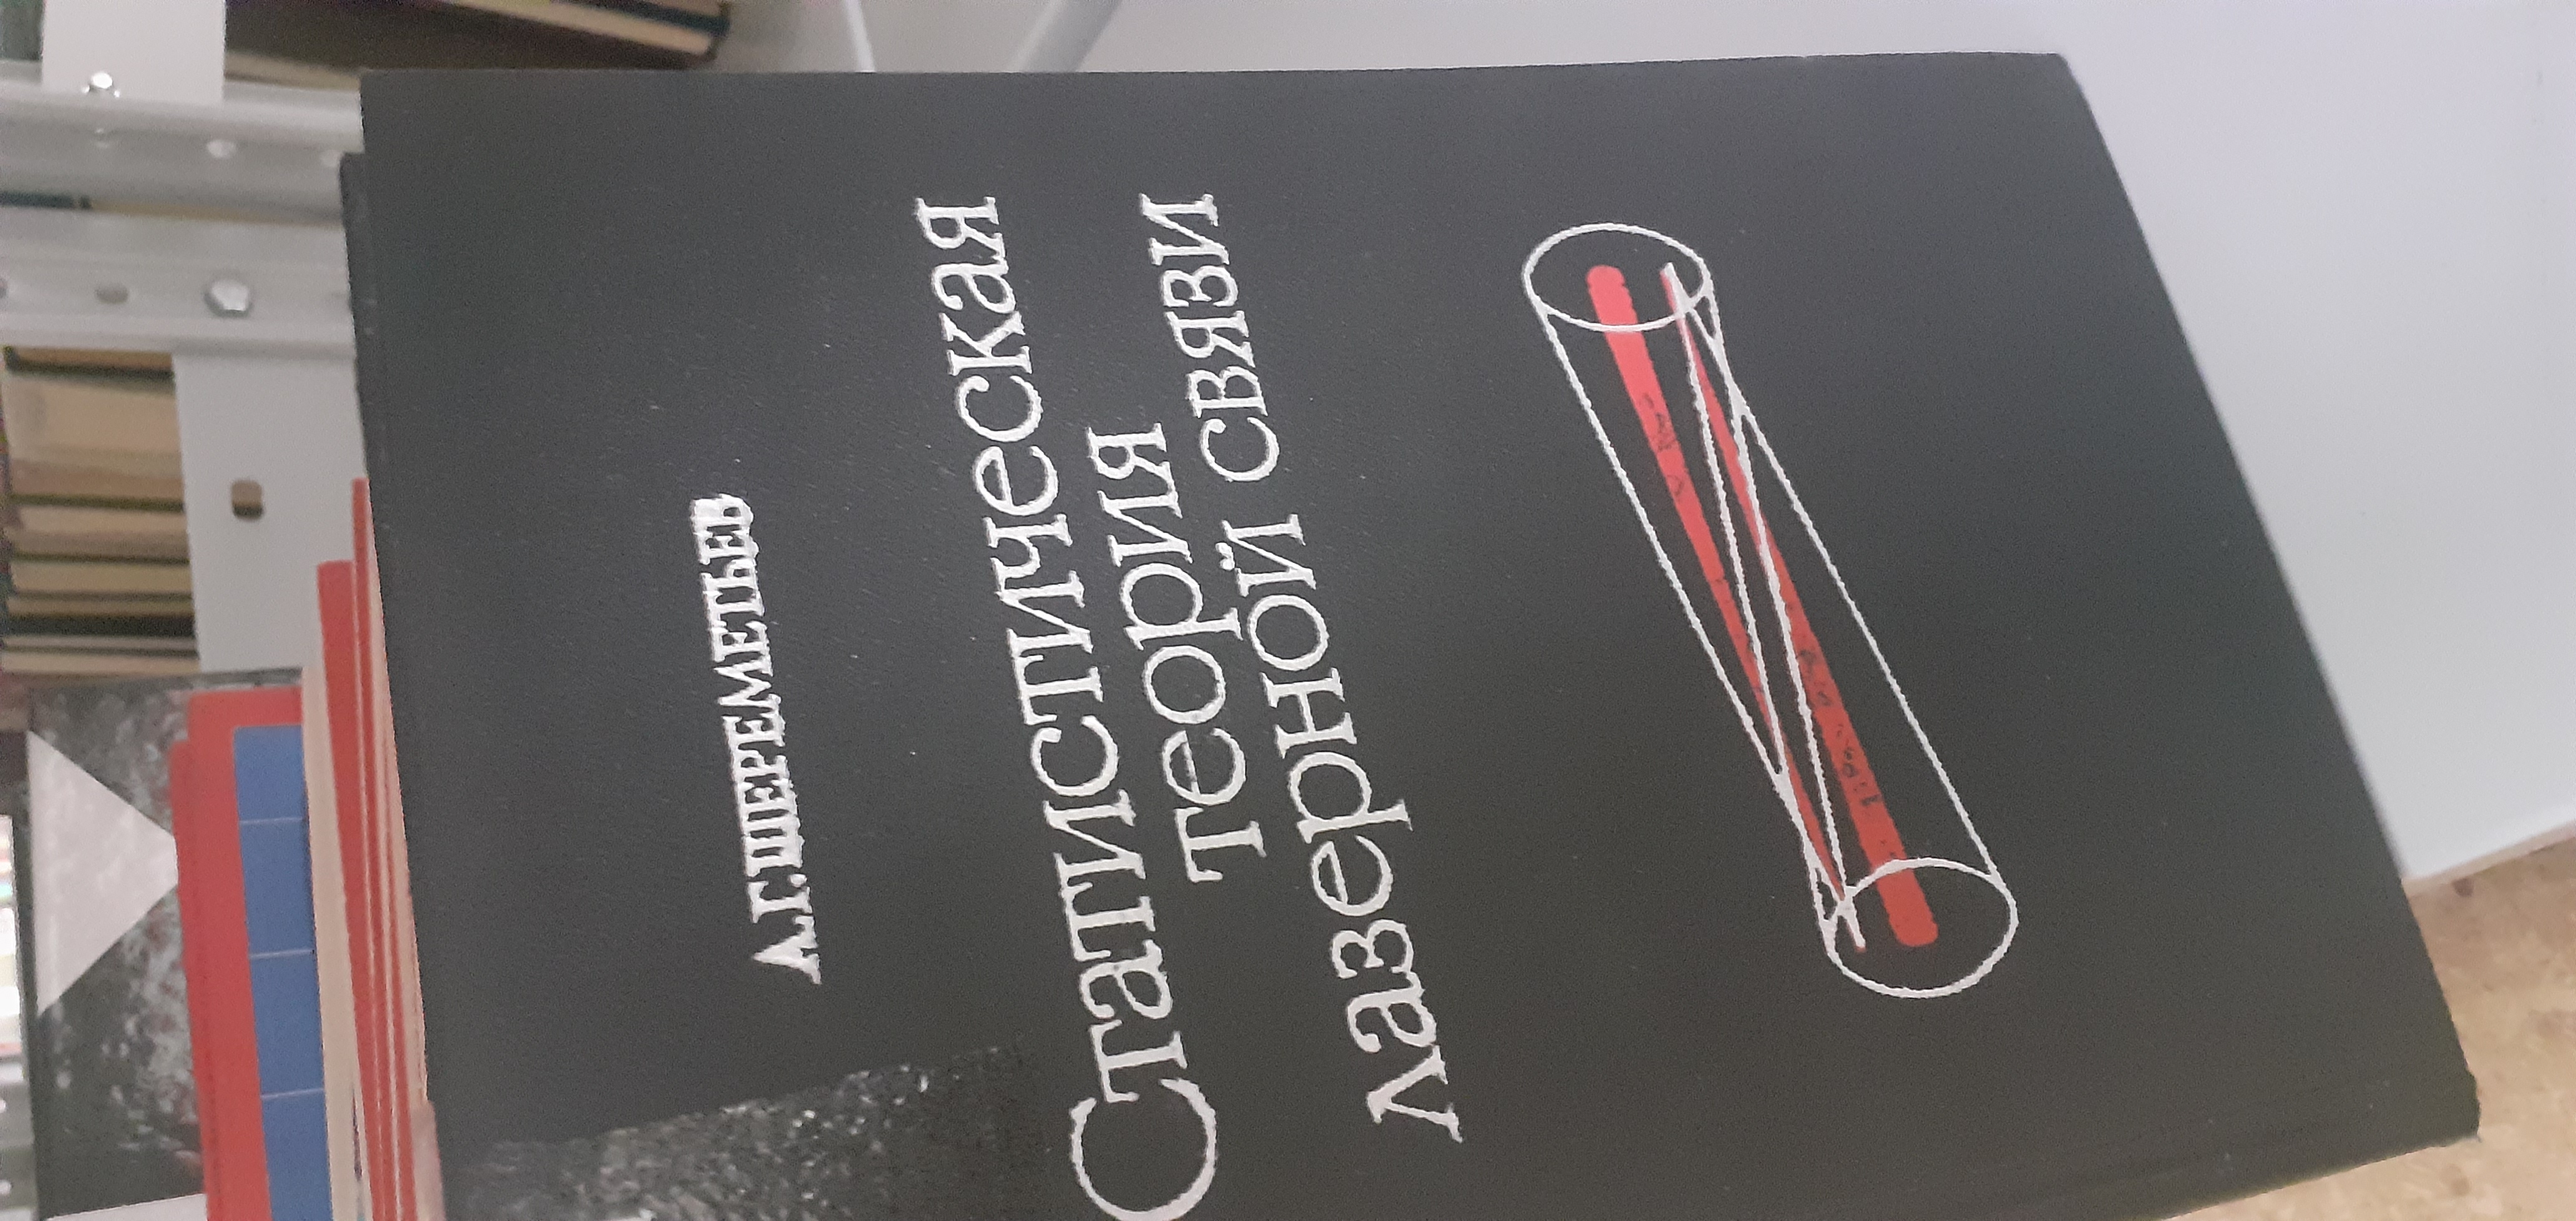 А.Г.ШЕРЕМЕТЬЕВ
Статистическая
теория
лазерной связи